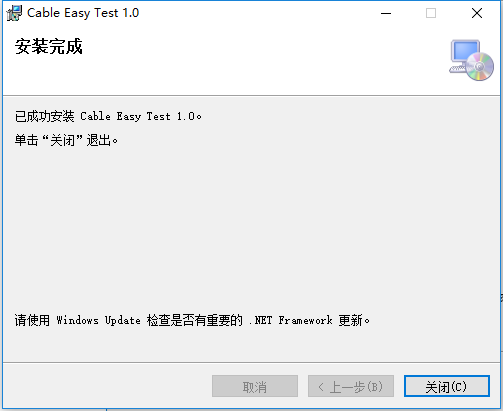 Cable Easy Test 1.0
安装完成
已成功安装 Cable Easy Test 1.0。
单击“关闭”退出。
请使用 Windows Update 检查是否有重要的 .NET Framework 更新。
取消
< 上一步(B)
关闭(C)